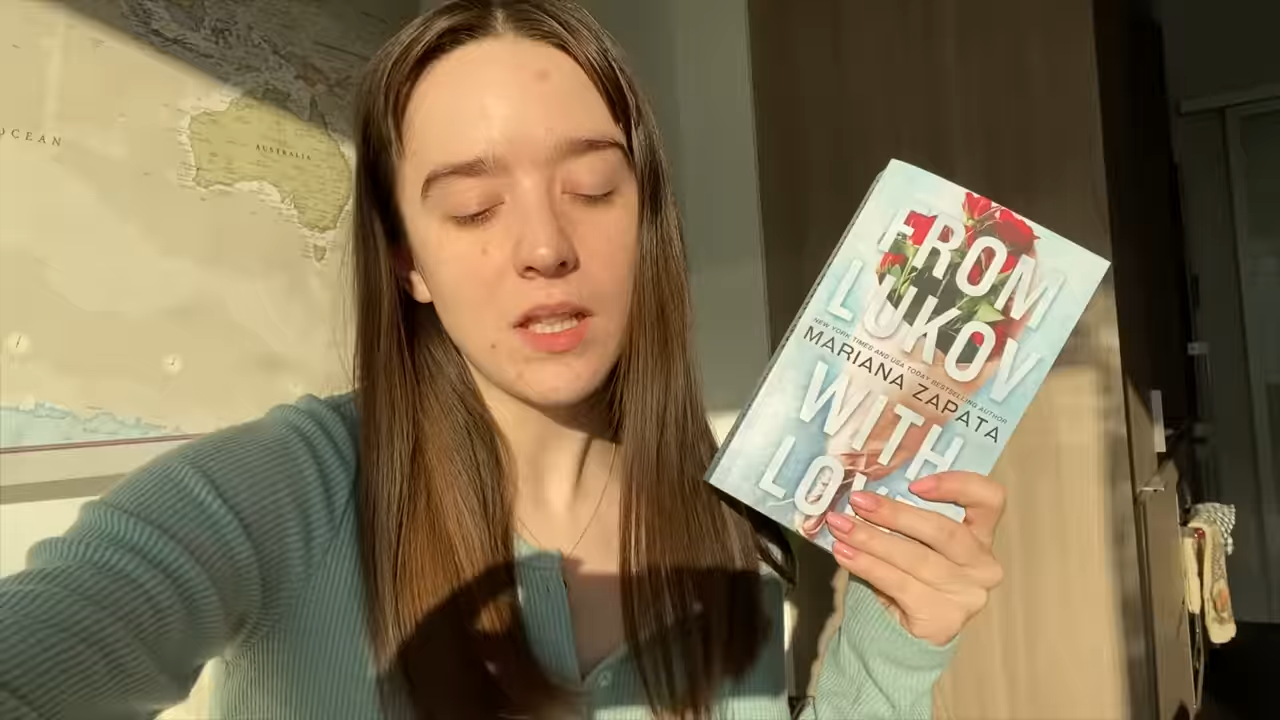 OCEAN
AUSTRALIA
FROM
LUKOV
NEW YORK TIMES AND USA TODAY BESTSELLING AUTHOR
MARIANA ZAPATA
WITH